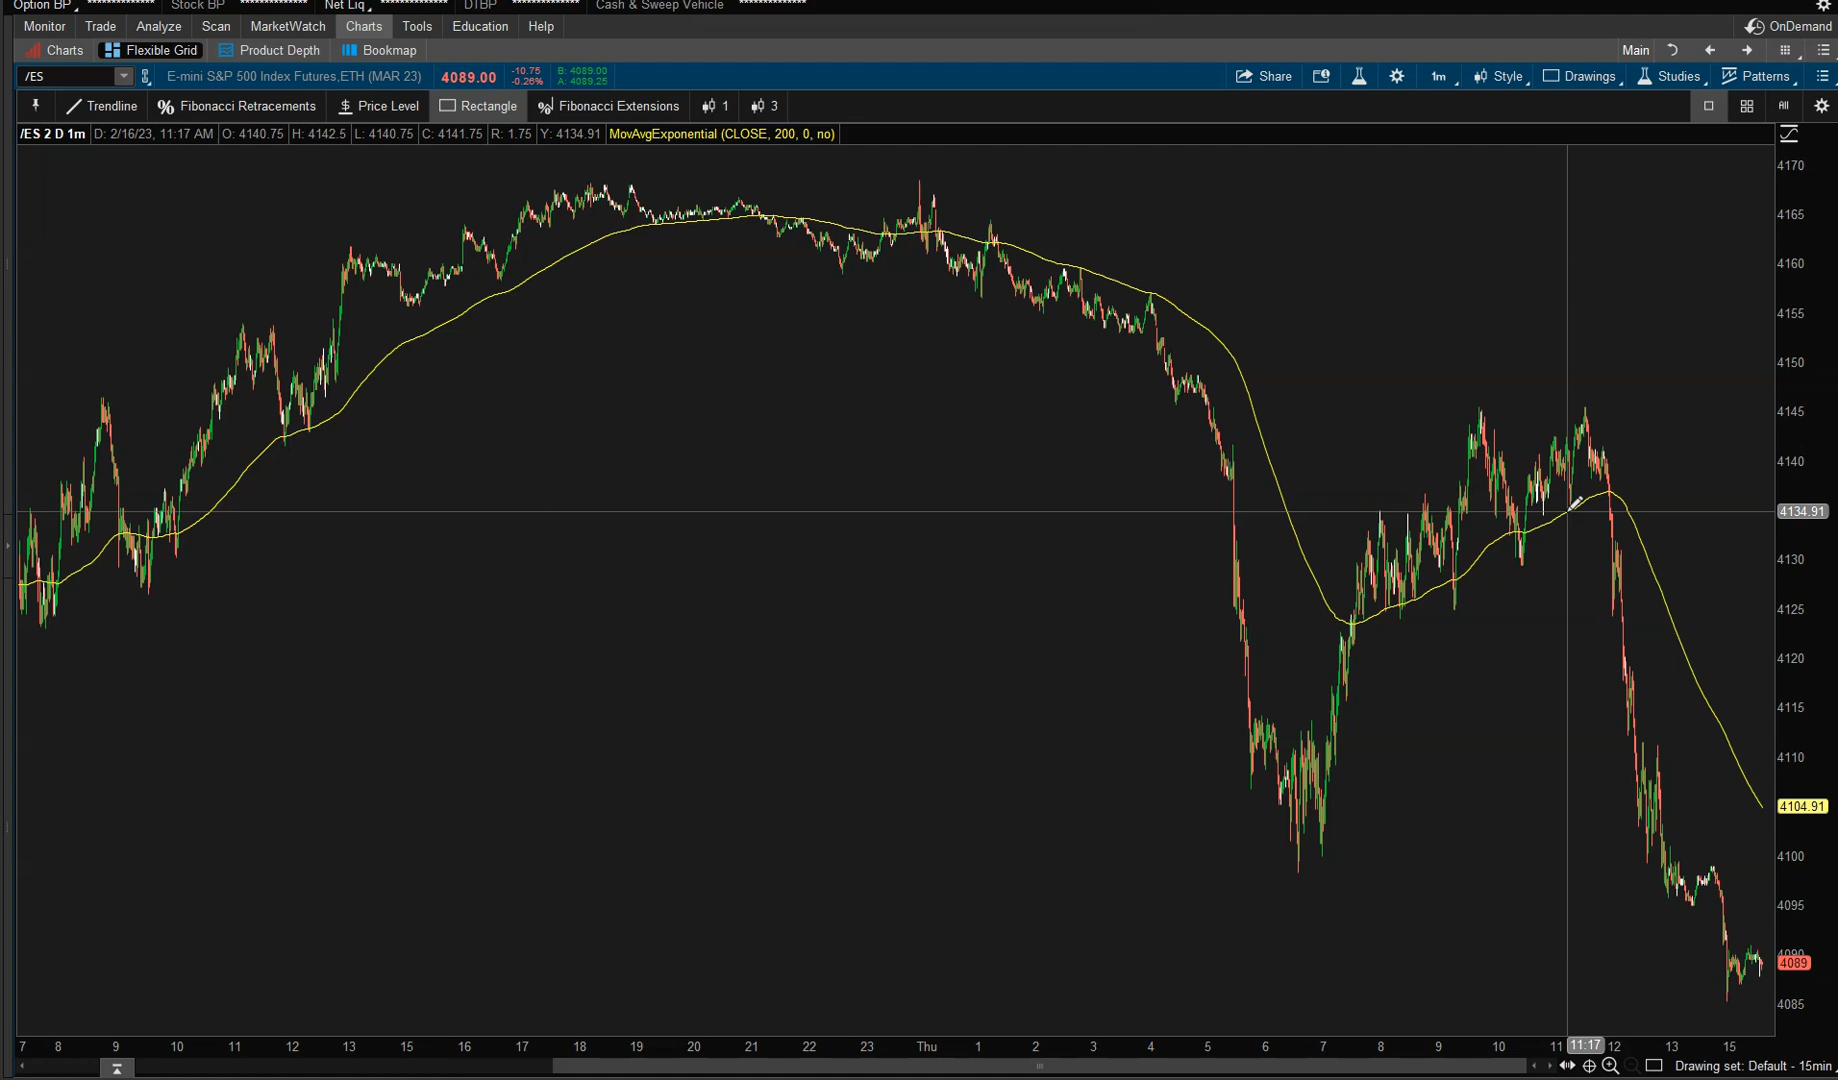 Option BP ************** Stock BP ************** Net Liq ************** DTBP ************** Cash & Sweep Vehicle **************
Monitor Trade Analyze Scan MarketWatch Charts Tools Education Help OnDemand
Charts Flexible Grid Product Depth Bookmap Main
/ES E-mini S&P 500 Index Futures,ETH (MAR 23) 4089.00 -10.75 -0.26% B: 4089.00 A: 4089.25 Share 1m Style Drawings Studies Patterns
Trendline Fibonacci Retracements Price Level Rectangle Fibonacci Extensions 1 3 All
/ES 2 D 1m D: 2/16/23, 11:17 AM O: 4140.75 H: 4142.5 L: 4140.75 C: 4141.75 R: 1.75 Y: 4134.91 MovAvgExponential (CLOSE, 200, 0, no)
4170
4165
4160
4155
4150
4145
4140
4134.91
4130
4125
4120
4115
4110
4104.91
4100
4095
4090
4089
4085
7 8 9 10 11 12 13 15 16 17 18 19 20 21 22 23 Thu 1 2 3 4 5 6 7 8 9 10 11 11:17 12 13 15
Drawing set: Default - 15min